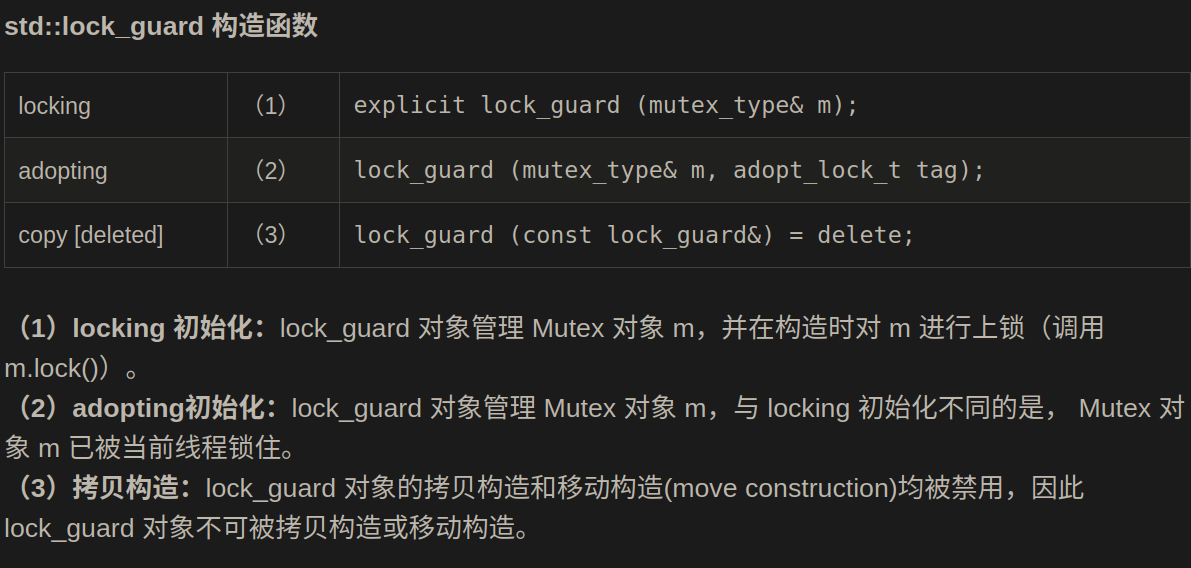 std::lock_guard 构造函数
locking （1） explicit lock_guard (mutex_type& m);
adopting （2） lock_guard (mutex_type& m, adopt_lock_t tag);
copy [deleted] （3） lock_guard (const lock_guard&) = delete;
（1）locking 初始化：lock_guard 对象管理 Mutex 对象 m，并在构造时对 m 进行上锁（调用
m.lock()）。
（2）adopting初始化：lock_guard 对象管理 Mutex 对象 m，与 locking 初始化不同的是， Mutex 对
象 m 已被当前线程锁住。
（3）拷贝构造：lock_guard 对象的拷贝构造和移动构造(move construction)均被禁用，因此
lock_guard 对象不可被拷贝构造或移动构造。